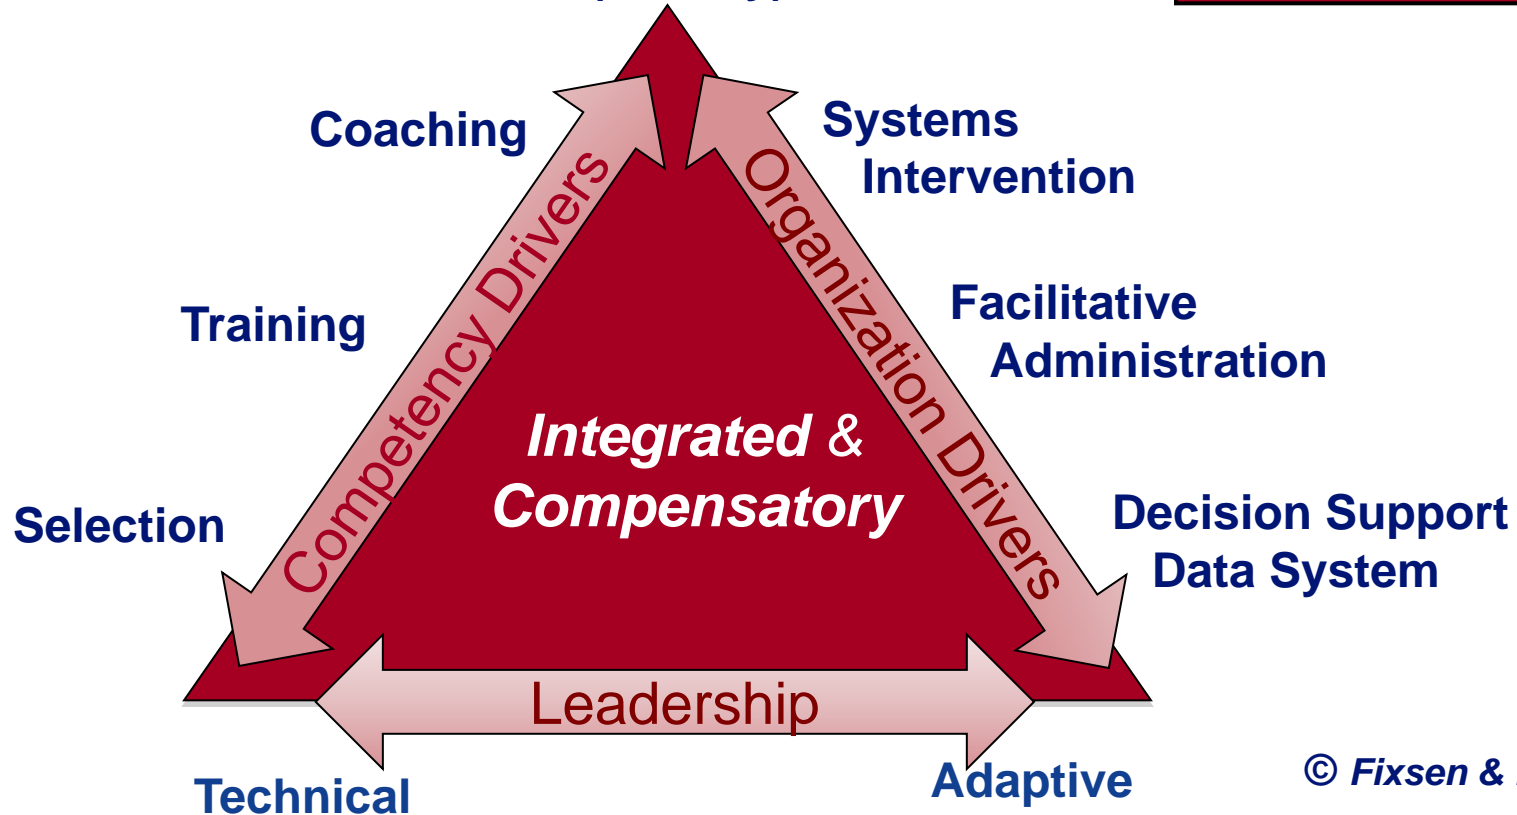 Coaching
Systems
Intervention
Training
Competency Drivers
Organization Drivers
Facilitative
Administration
Integrated &
Compensatory
Selection
Decision Support
Data System
Leadership
Technical
Adaptive
© Fixsen &